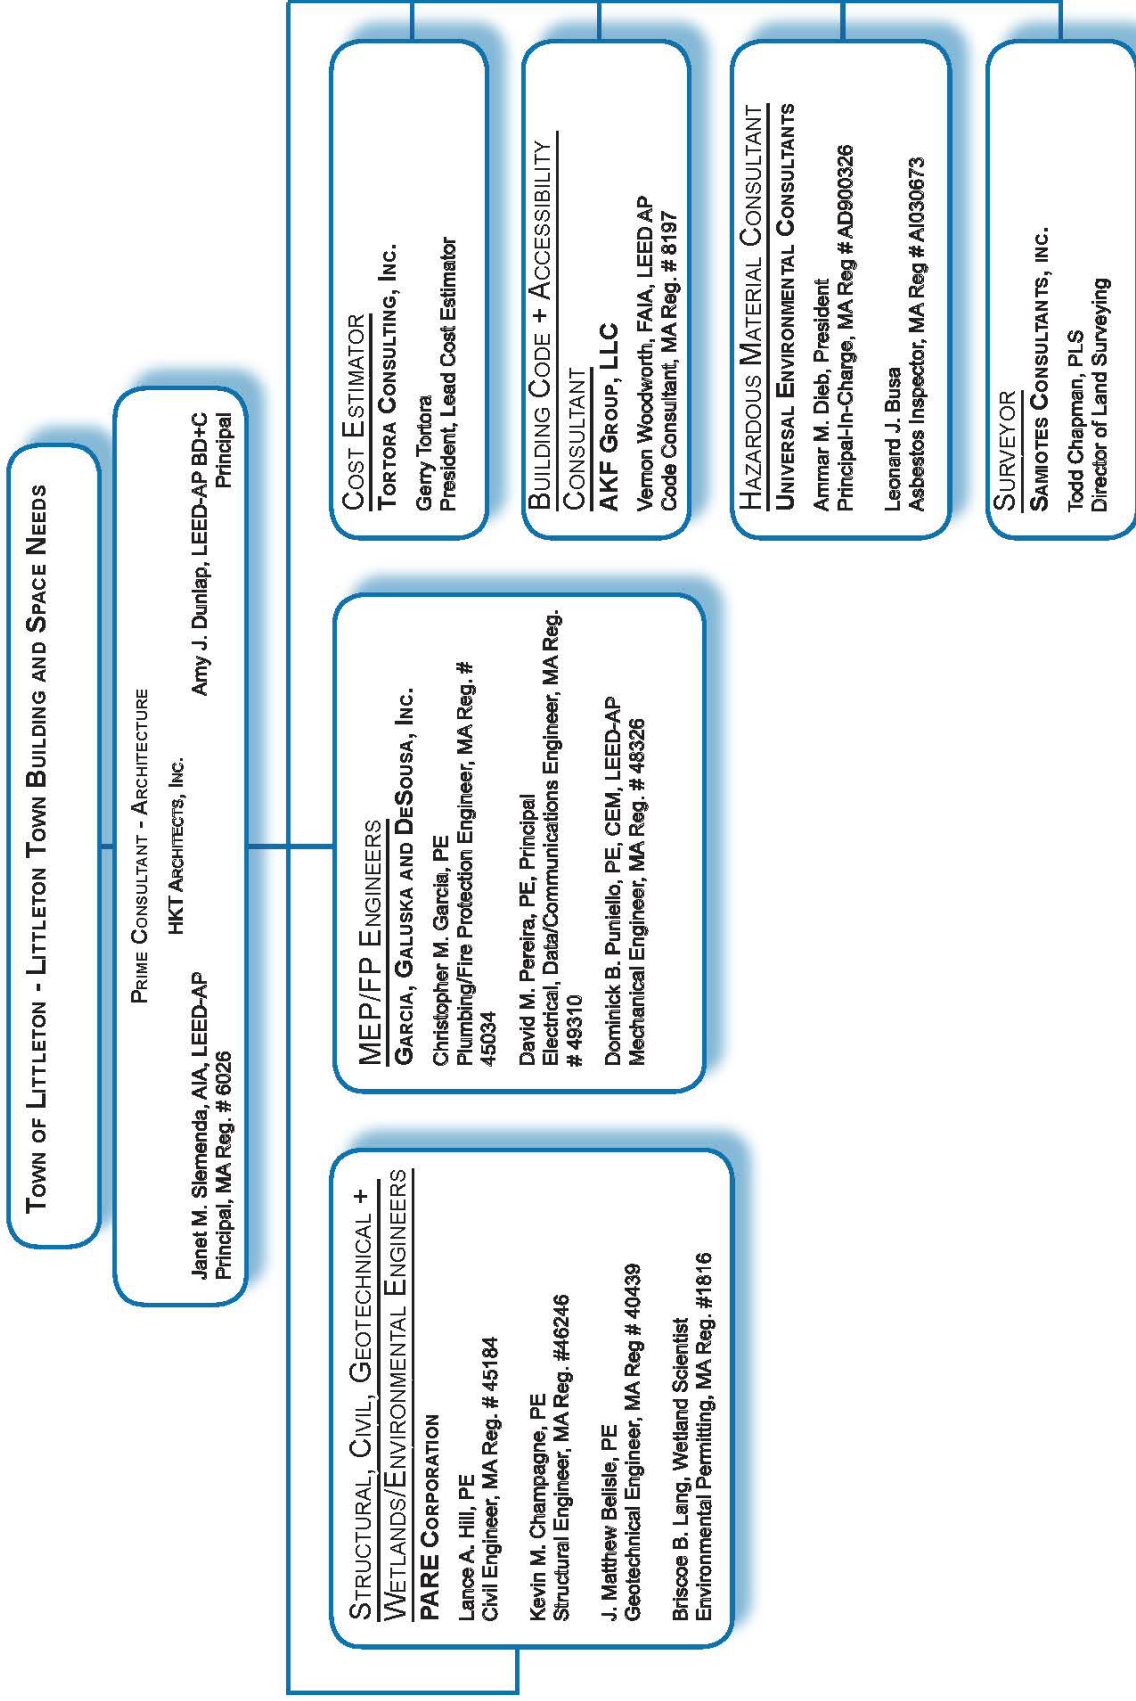 Town of Littleton - Littleton Town Building and Space Needs
Prime Consultant - Architecture
HKT Architects, Inc.
Janet M. Slemenda, AIA, LEED-AP
Principal, MA Reg. # 6026
Amy J. Dunlap, LEED-AP BD+C
Principal
Structural, Civil, Geotechnical +
Wetlands/Environmental Engineers
PARE Corporation
Lance A. Hill, PE
Civil Engineer, MA Reg. # 45184
Kevin M. Champagne, PE
Structural Engineer, MA Reg. #46246
J. Matthew Belisle, PE
Geotechnical Engineer, MA Reg # 40439
Briscoe B. Lang, Wetland Scientist
Environmental Permitting, MA Reg. #1816
MEP/FP Engineers
Garcia, Galuska and DeSousa, Inc.
Christopher M. Garcia, PE
Plumbing/Fire Protection Engineer, MA Reg. #
45034
David M. Pereira, PE, Principal
Electrical, Data/Communications Engineer, MA Reg.
# 49310
Dominick B. Puniello, PE, CEM, LEED-AP
Mechanical Engineer, MA Reg. # 48326
Cost Estimator
Tortora Consulting, Inc.
Gerry Tortora
President, Lead Cost Estimator
Building Code + Accessibility
Consultant
AKF Group, LLC
Vernon Woodworth, FAIA, LEED AP
Code Consultant, MA Reg. # 8197
Hazardous Material Consultant
Universal Environmental Consultants
Ammar M. Dieb, President
Principal-In-Charge, MA Reg # AD900326
Leonard J. Busa
Asbestos Inspector, MA Reg # AI030673
Surveyor
Samiotes Consultants, inc.
Todd Chapman, PLS
Director of Land Surveying